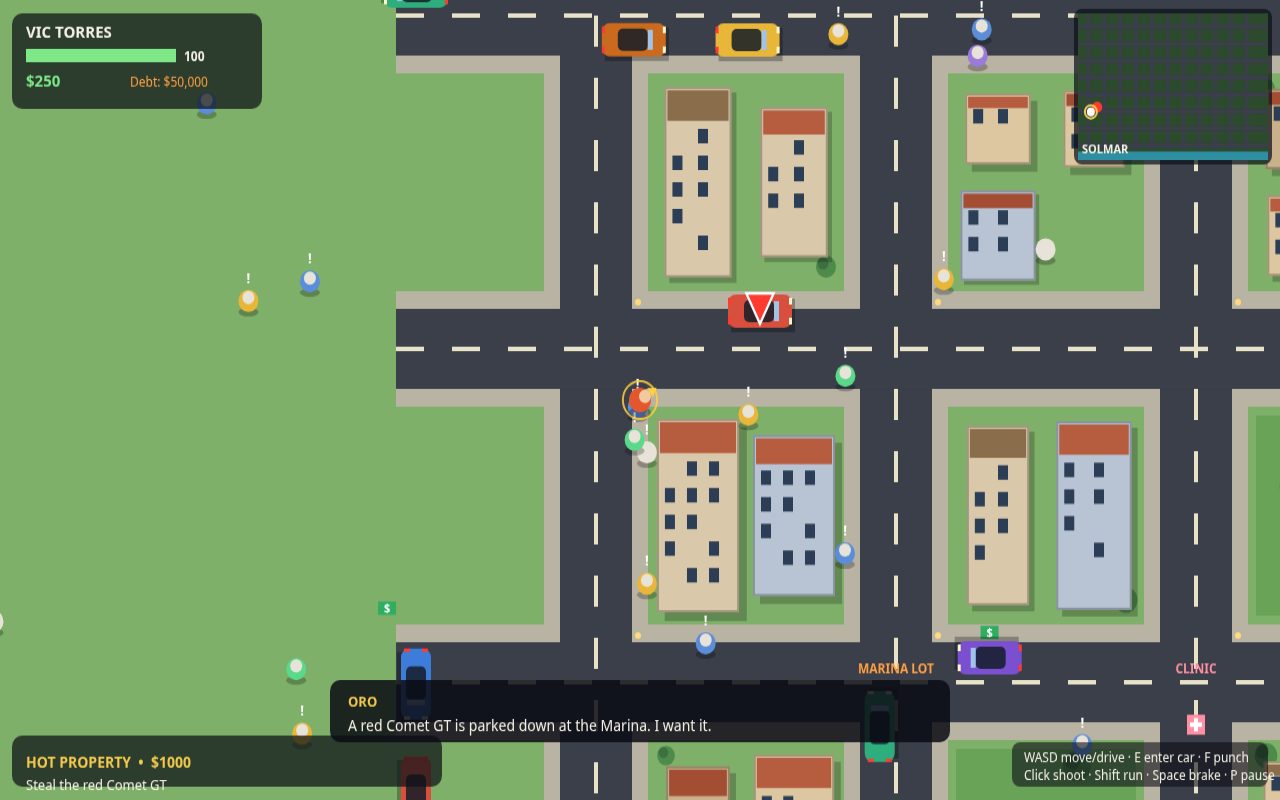 VIC TORRES
100
$250 Debt: $50,000
SOLMAR
$
$
MARINA LOT
CLINIC
ORO
A red Comet GT is parked down at the Marina. I want it.
HOT PROPERTY • $1000
Steal the red Comet GT
WASD move/drive · E enter car · F punch
Click shoot · Shift run · Space brake · P pause